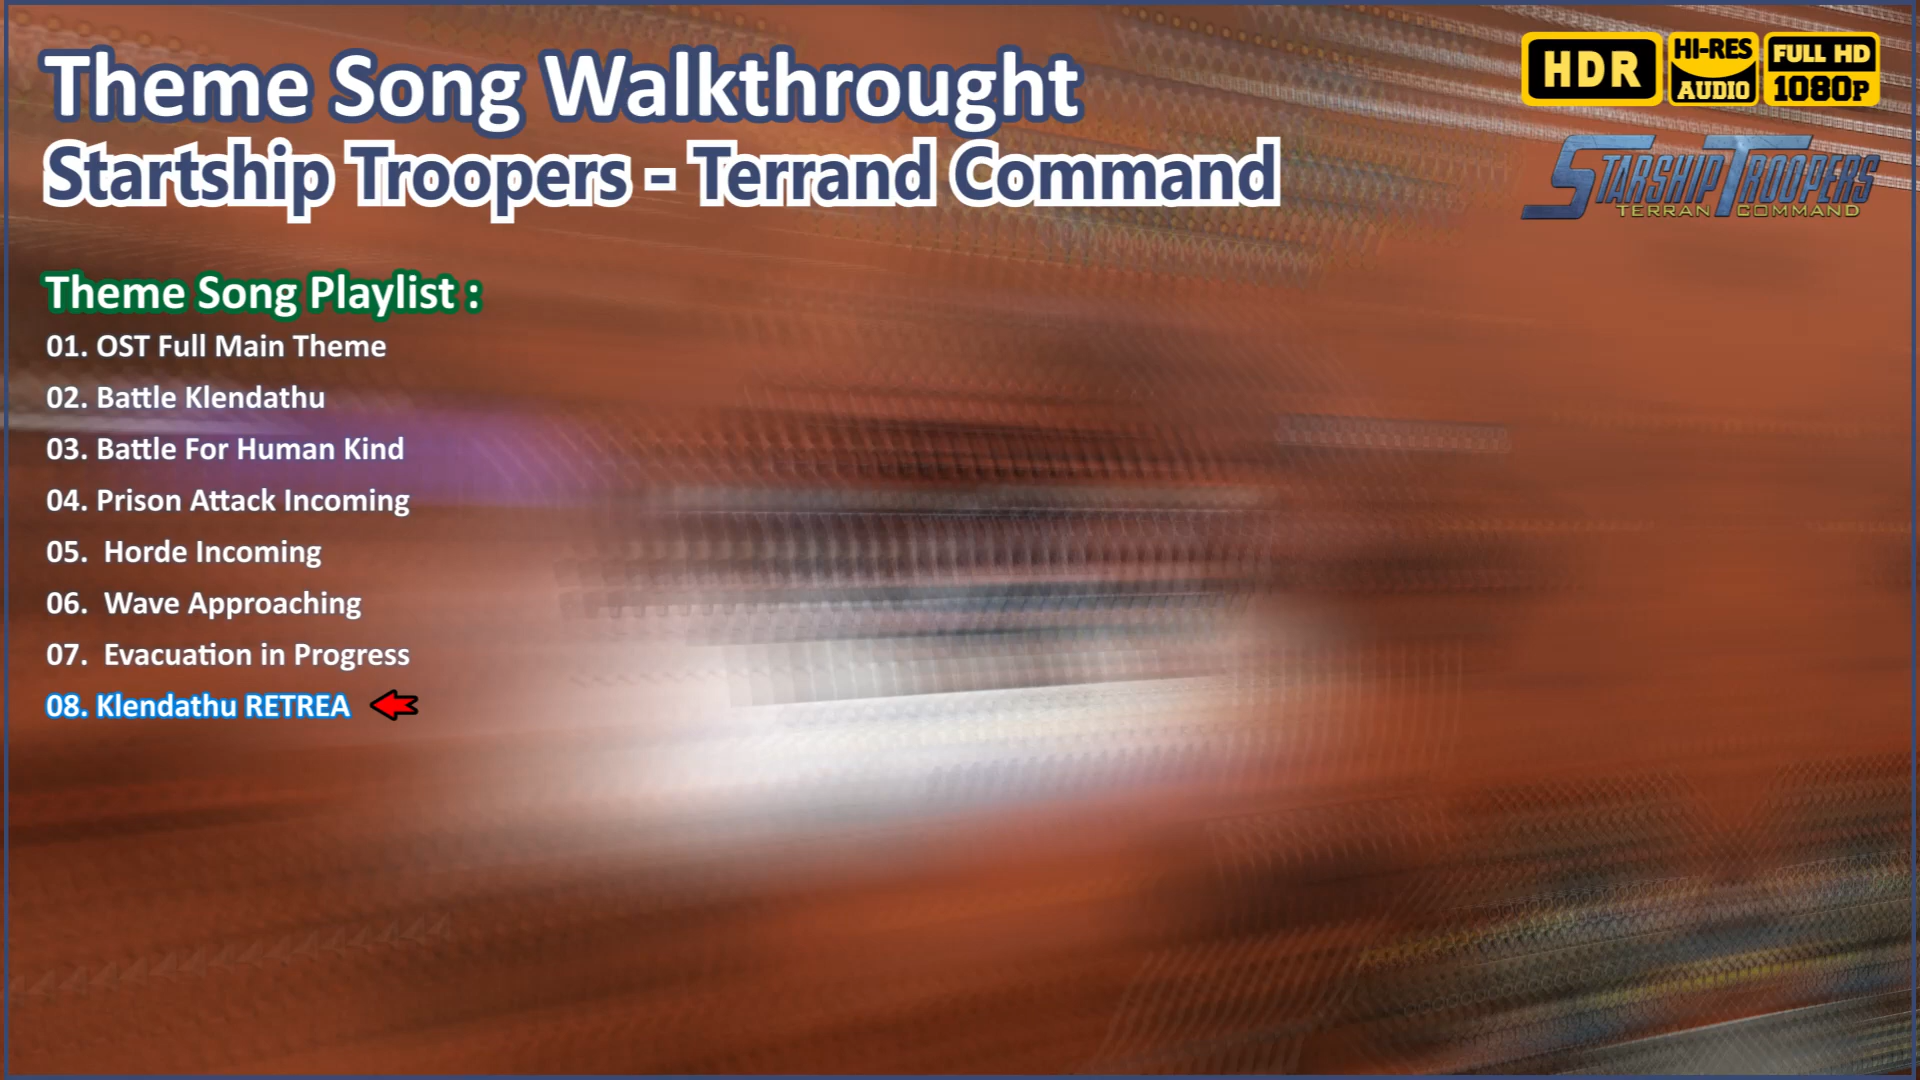 Theme Song Walkthrought
Startship Troopers - Terrand Command
HDR
HI-RES AUDIO
FULL HD 1080p
STARSHIP TROOPERS
TERRAN COMMAND
Theme Song Playlist :
01. OST Full Main Theme
02. Battle Klendathu
03. Battle For Human Kind
04. Prison Attack Incoming
05.  Horde Incoming
06.  Wave Approaching
07.  Evacuation in Progress
08. Klendathu RETREA